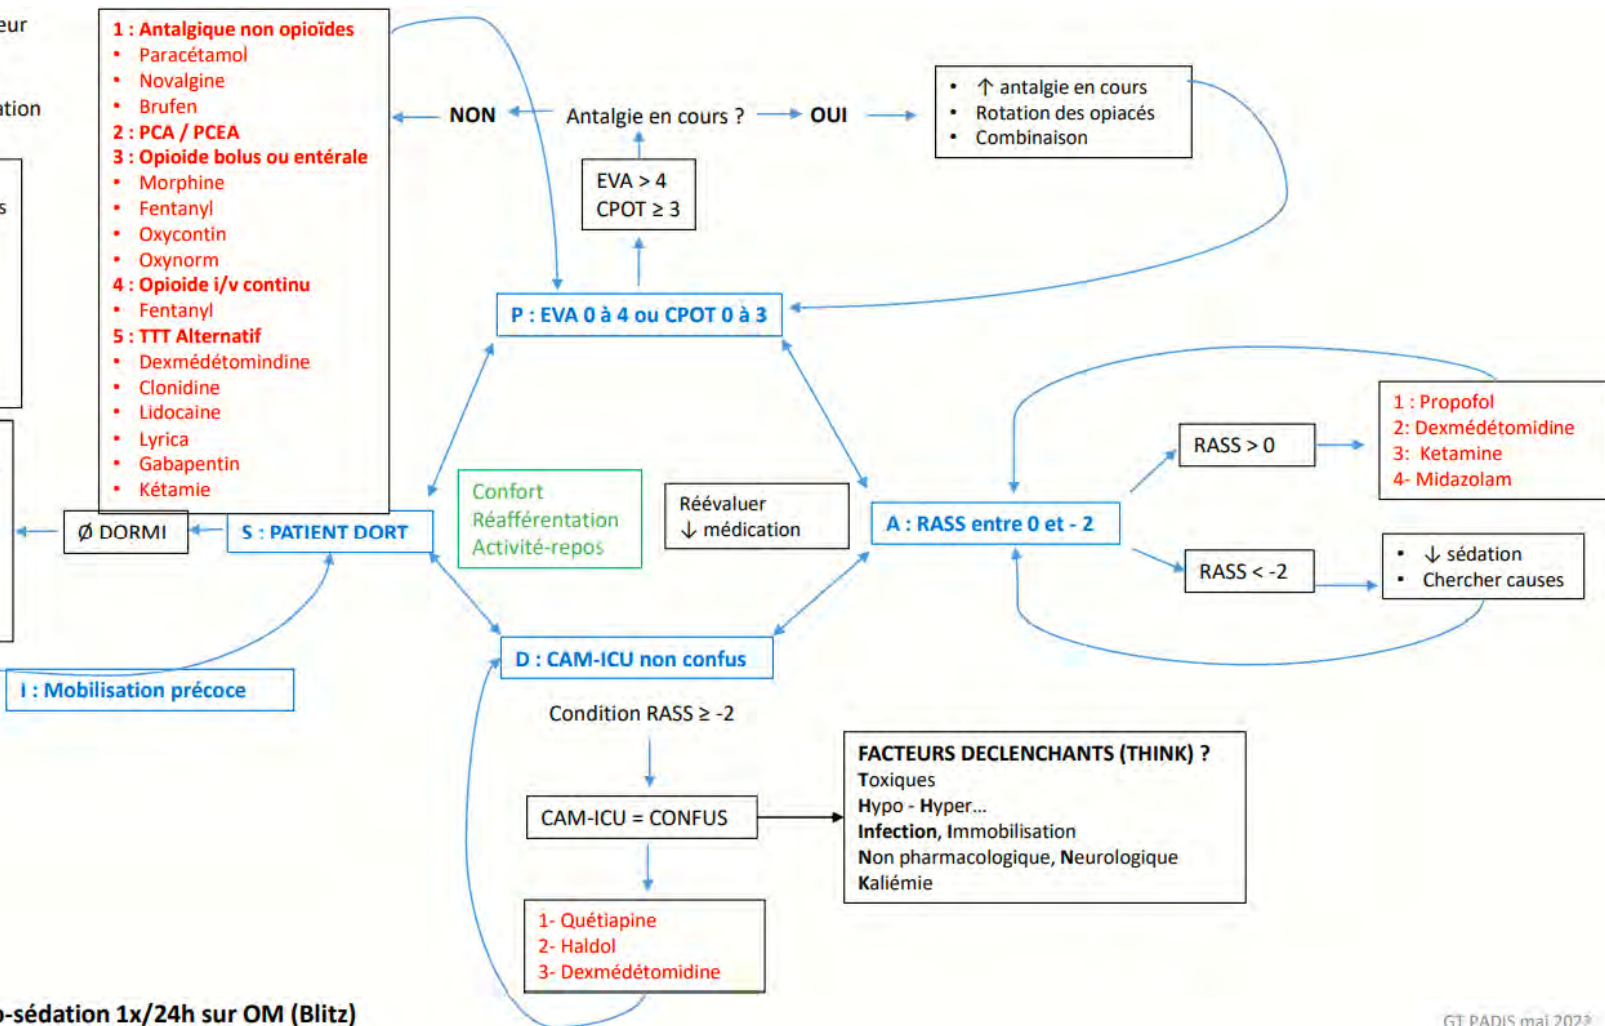 1 : Antalgique non opioïdes
• Paracétamol
• Novalgine
• Brufen
2 : PCA / PCEA
3 : Opioide bolus ou entérale
• Morphine
• Fentanyl
• Oxycontin
• Oxynorm
4 : Opioide i/v continu
• Fentanyl
5 : TTT Alternatif
• Dexmédétomindine
• Clonidine
• Lidocaine
• Lyrica
• Gabapentin
• Kétamie
NON
Antalgie en cours ?
OUI
• ↑ antalgie en cours
• Rotation des opiacés
• Combinaison
EVA > 4
CPOT ≥ 3
P : EVA 0 à 4 ou CPOT 0 à 3
Ø DORMI
S : PATIENT DORT
Confort
Réafférentation
Activité-repos
Réévaluer
↓ médication
A : RASS entre 0 et - 2
RASS > 0
1 : Propofol
2: Dexmédétomidine
3: Ketamine
4- Midazolam
RASS < -2
• ↓ sédation
• Chercher causes
I : Mobilisation précoce
D : CAM-ICU non confus
Condition RASS ≥ -2
CAM-ICU = CONFUS
FACTEURS DECLENCHANTS (THINK) ?
Toxiques
Hypo - Hyper...
Infection, Immobilisation
Non pharmacologique, Neurologique
Kaliémie
1- Quétiapine
2- Haldol
3- Dexmédétomidine
-sédation 1x/24h sur OM (Blitz)
GT PADIS mai 2023